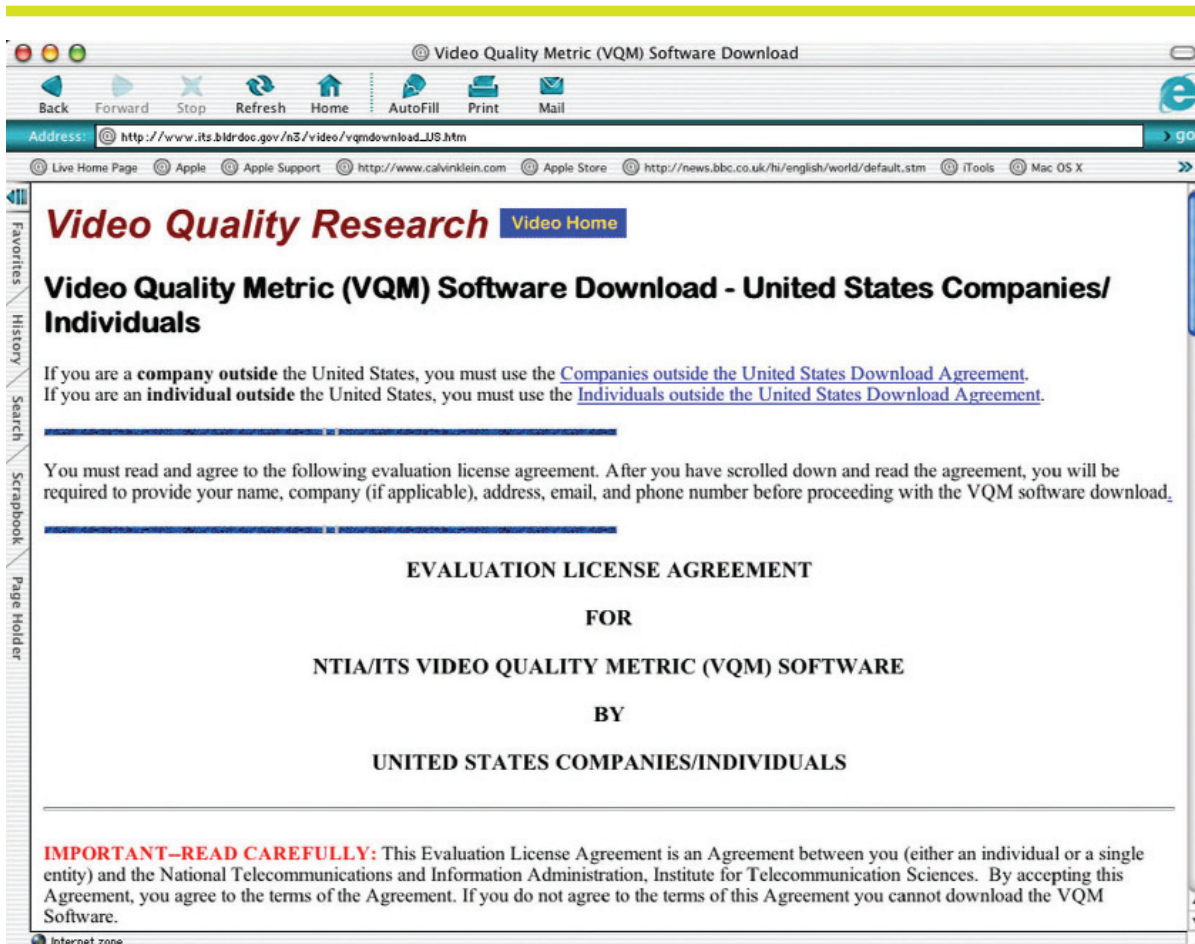 Video Quality Metric (VQM) Software Download
Back Forward Stop Refresh Home AutoFill Print Mail
Address: http://www.its.bldrdoc.gov/n3/video/vqmdownload_US.htm go
Live Home Page Apple Apple Support http://www.calvinklein.com Apple Store http://news.bbc.co.uk/hi/english/world/default.stm iTools Mac OS X
Favorites
History
Search
Scrapbook
Page Holder
Video Quality Research Video Home
Video Quality Metric (VQM) Software Download - United States Companies/
Individuals
If you are a company outside the United States, you must use the Companies outside the United States Download Agreement.
If you are an individual outside the United States, you must use the Individuals outside the United States Download Agreement.
You must read and agree to the following evaluation license agreement. After you have scrolled down and read the agreement, you will be
required to provide your name, company (if applicable), address, email, and phone number before proceeding with the VQM software download.
EVALUATION LICENSE AGREEMENT
FOR
NTIA/ITS VIDEO QUALITY METRIC (VQM) SOFTWARE
BY
UNITED STATES COMPANIES/INDIVIDUALS
IMPORTANT--READ CAREFULLY: This Evaluation License Agreement is an Agreement between you (either an individual or a single
entity) and the National Telecommunications and Information Administration, Institute for Telecommunication Sciences. By accepting this
Agreement, you agree to the terms of the Agreement. If you do not agree to the terms of this Agreement you cannot download the VQM
Software.
Internet zone